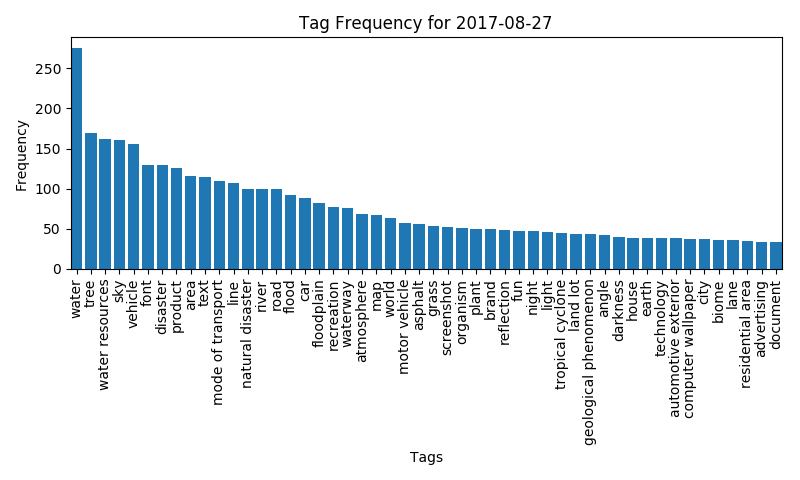 Tag Frequency for 2017-08-27
Frequency
250
200
150
100
50
0
water
tree
water resources
sky
vehicle
font
disaster
product
area
text
mode of transport
line
natural disaster
river
road
flood
car
floodplain
recreation
waterway
atmosphere
map
world
motor vehicle
asphalt
grass
screenshot
organism
plant
brand
reflection
fun
night
light
tropical cyclone
land lot
geological phenomenon
angle
darkness
house
earth
technology
automotive exterior
computer wallpaper
city
biome
lane
residential area
advertising
document
Tags